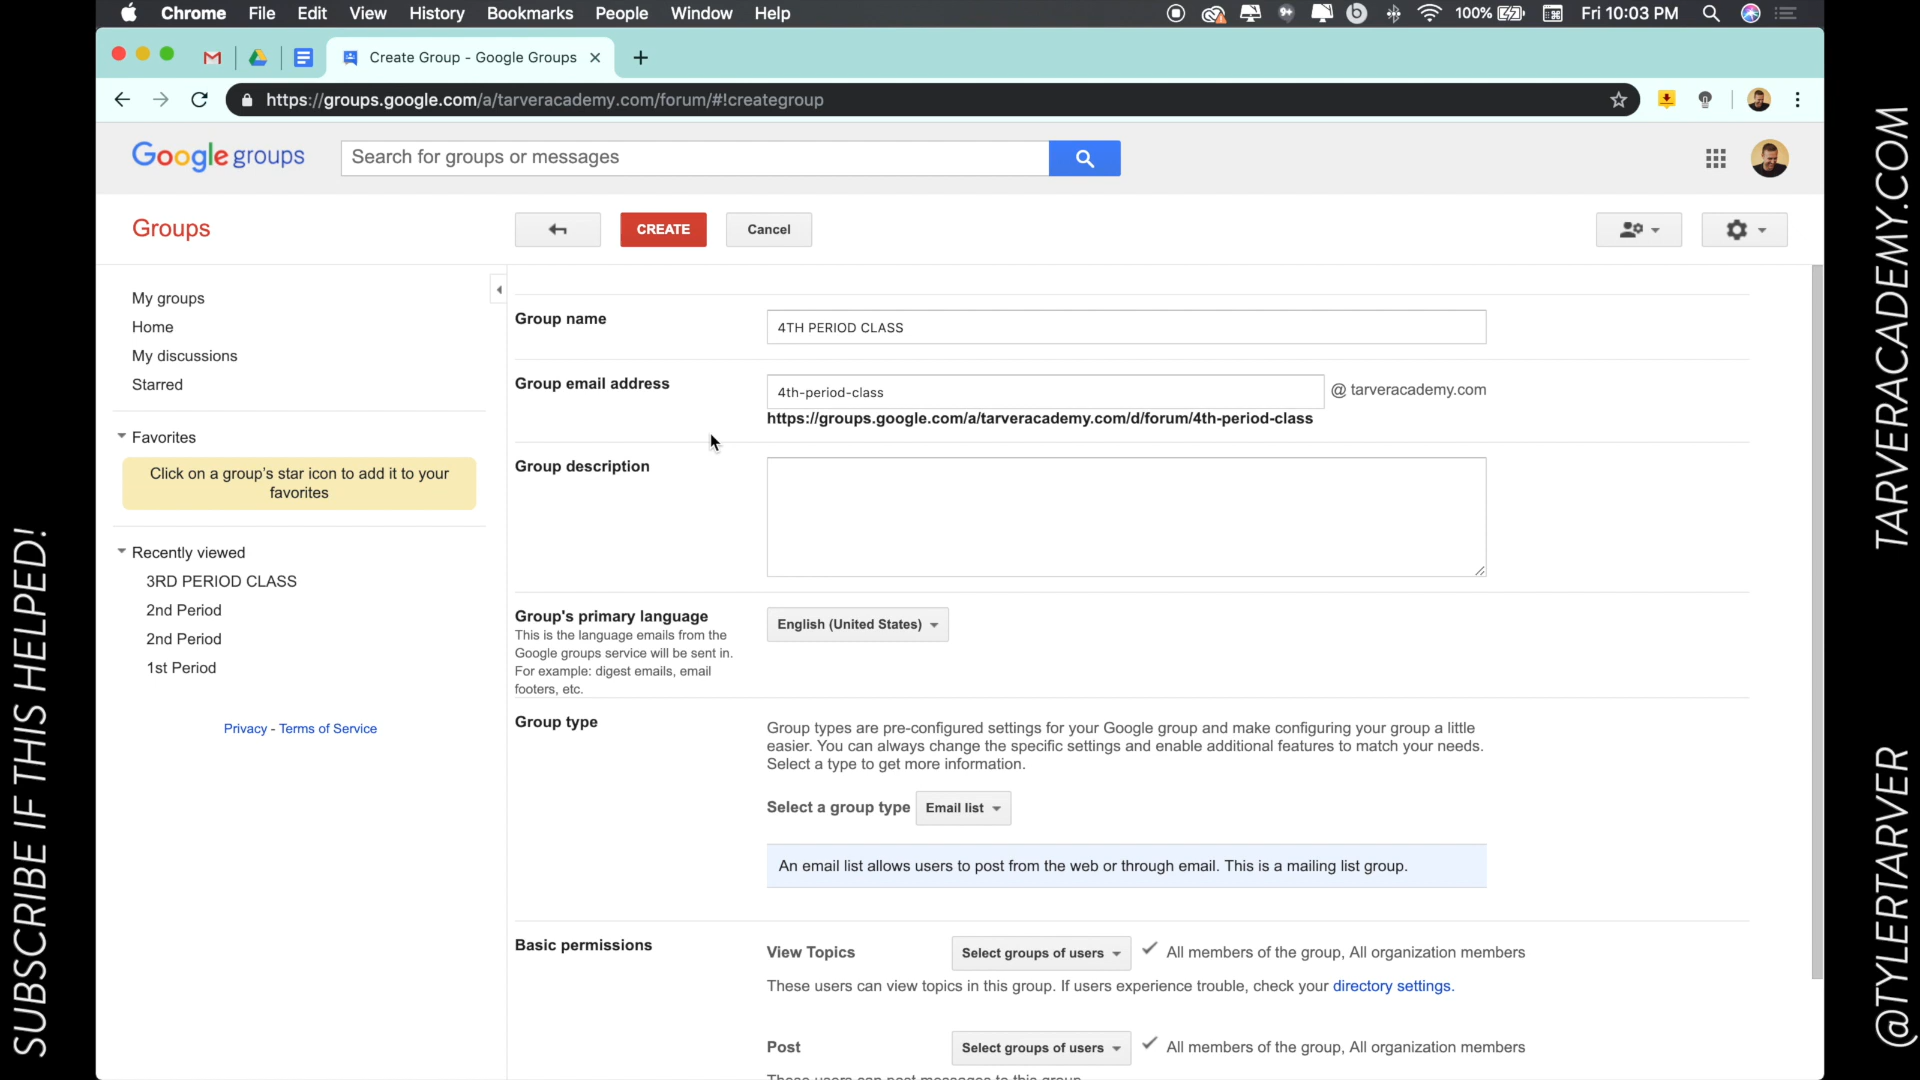 Chrome File Edit View History Bookmarks People Window Help
100% Fri 10:03 PM
Create Group - Google Groups
https://groups.google.com/a/tarveracademy.com/forum/#!creategroup
Google groups
Search for groups or messages
Groups
CREATE
Cancel
My groups
Home
My discussions
Starred
Favorites
Click on a group's star icon to add it to your
favorites
Recently viewed
3RD PERIOD CLASS
2nd Period
2nd Period
1st Period
Privacy - Terms of Service
Group name
4TH PERIOD CLASS
Group email address
4th-period-class
@ tarveracademy.com
https://groups.google.com/a/tarveracademy.com/d/forum/4th-period-class
Group description
Group's primary language
This is the language emails from the
Google groups service will be sent in.
For example: digest emails, email
footers, etc.
English (United States)
Group type
Group types are pre-configured settings for your Google group and make configuring your group a little
easier. You can always change the specific settings and enable additional features to match your needs.
Select a type to get more information.
Select a group type
Email list
An email list allows users to post from the web or through email. This is a mailing list group.
Basic permissions
View Topics
Select groups of users
All members of the group, All organization members
These users can view topics in this group. If users experience trouble, check your directory settings.
Post
Select groups of users
All members of the group, All organization members
These users can post messages to this group.
SUBSCRIBE IF THIS HELPED!
TARVERACADEMY.COM
@TYLERTARVER